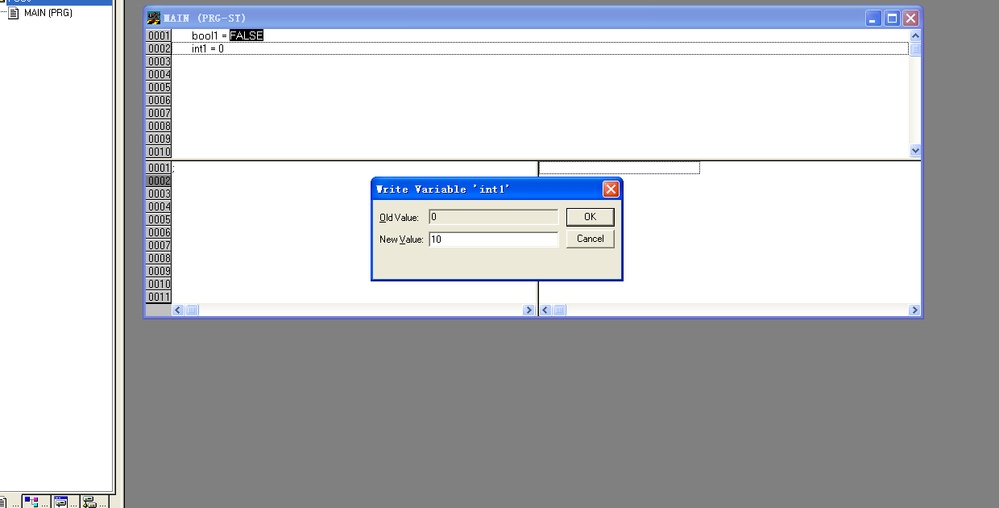 MAIN (PRG)
MAIN (PRG-ST)
0001 bool1 = FALSE
0002 int1 = 0
0003
0004
0005
0006
0007
0008
0009
0010
0001 ;
0002
0003
0004
0005
0006
0007
0008
0009
0010
0011
Write Variable 'int1'
Old Value: 0 OK
New Value: 10 Cancel
... ... ... ...